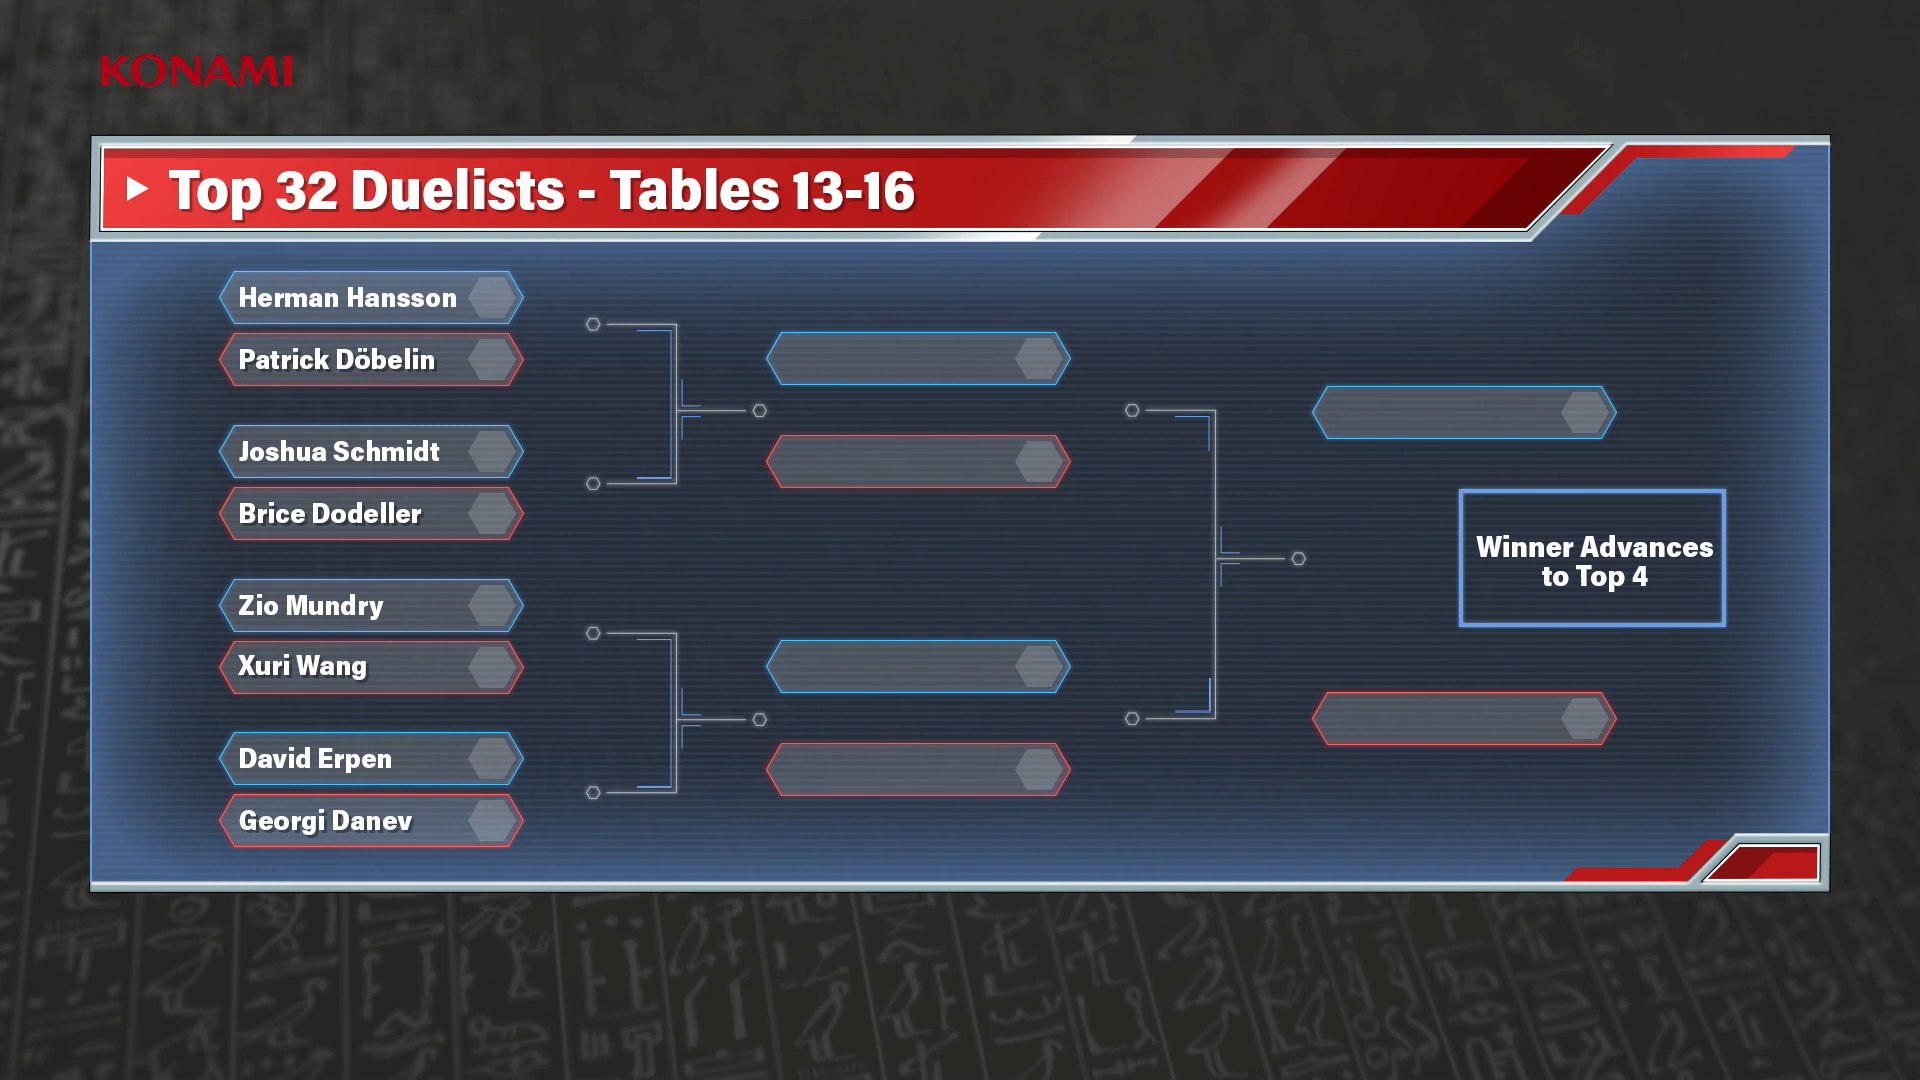 KONAMI
Top 32 Duelists - Tables 13-16
Herman Hansson
Patrick Döbelin
Joshua Schmidt
Brice Dodeller
Zio Mundry
Xuri Wang
David Erpen
Georgi Danev
Winner Advances
to Top 4